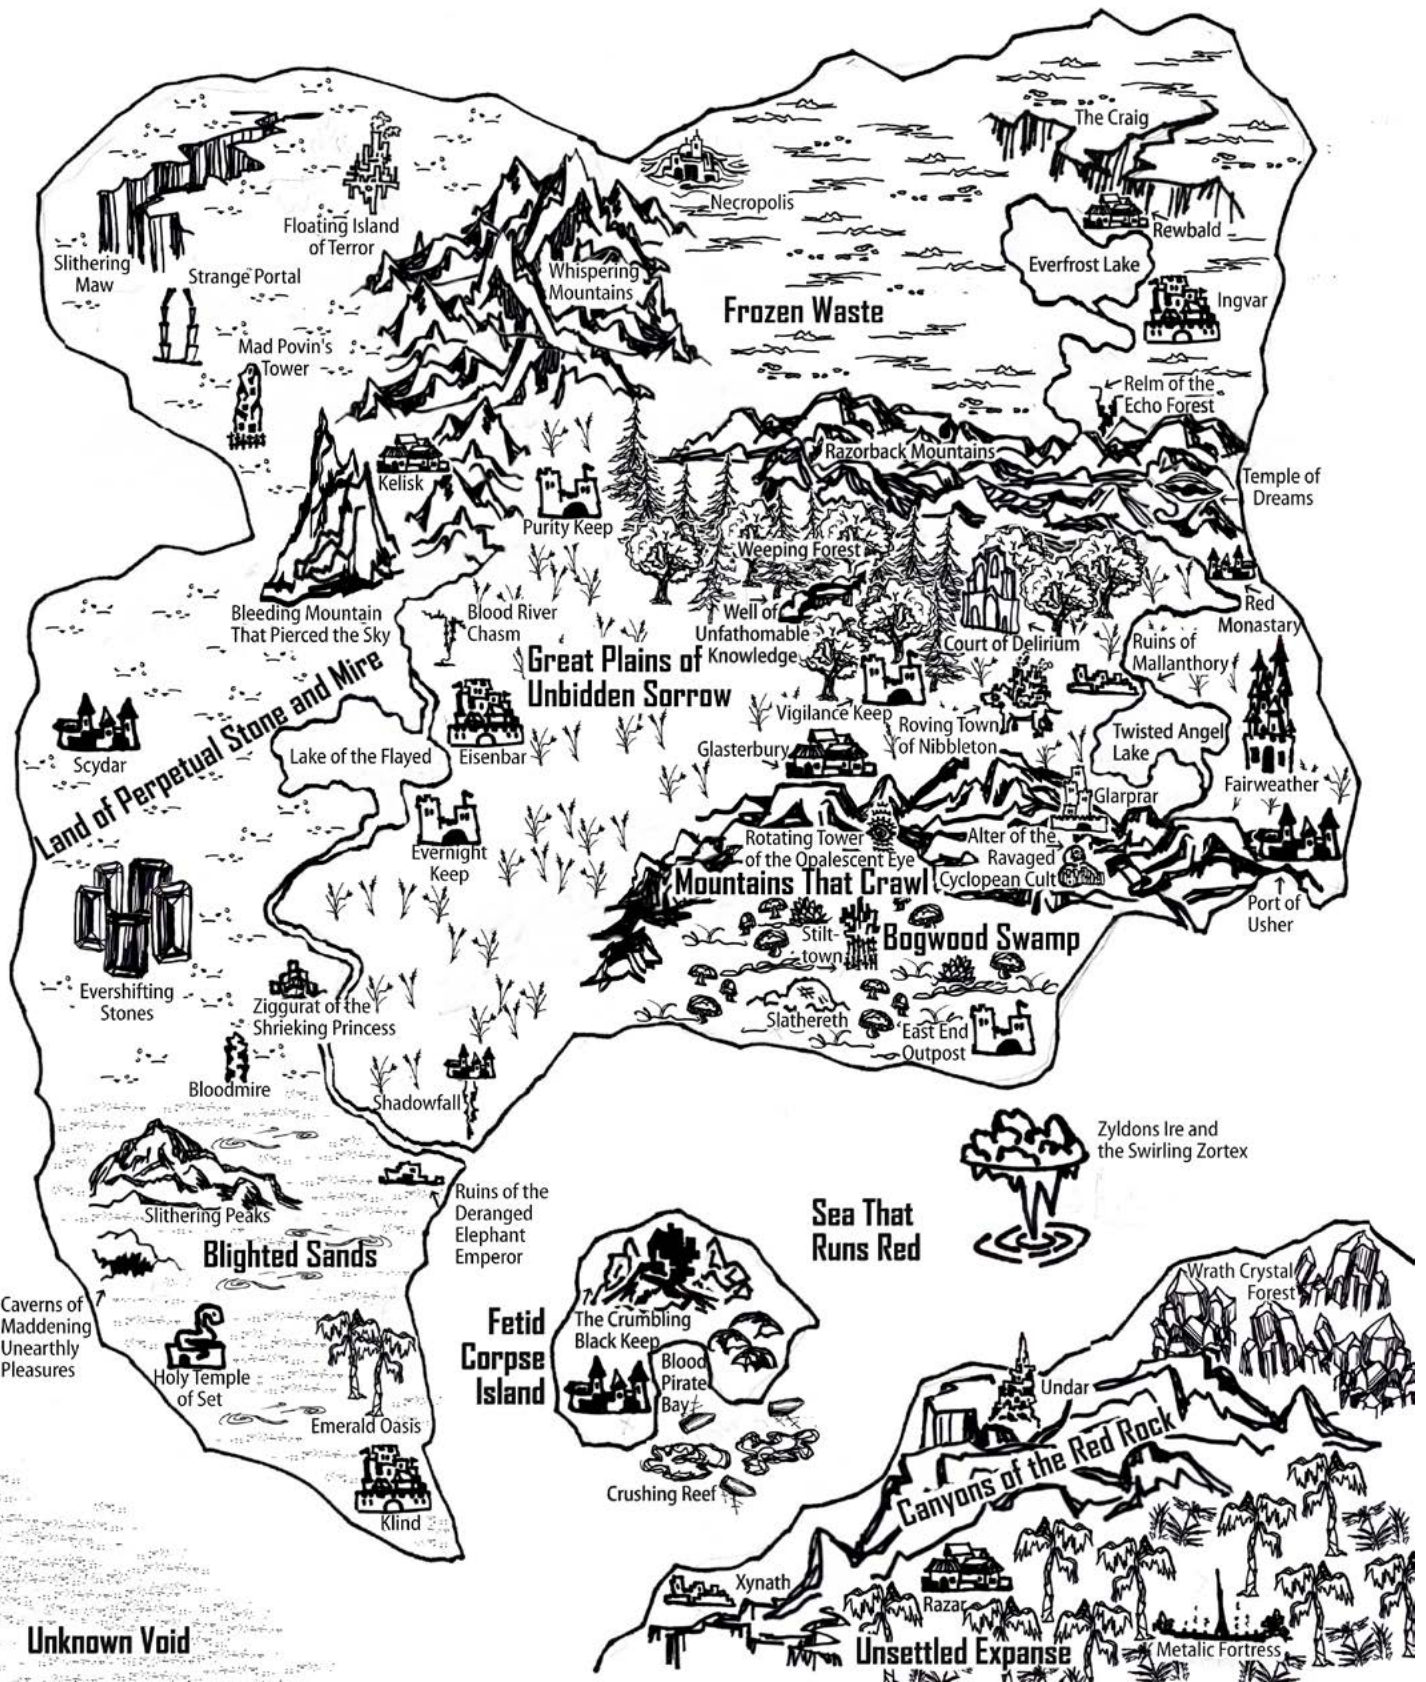 The Craig
Necropolis
Rewbald
Floating Island
of Terror
Slithering
Maw
Strange Portal
Whispering
Mountains
Everfrost Lake
Ingvar
Frozen Waste
Mad Povin's
Tower
Relm of the
Echo Forest
Razorback Mountains
Kelisk
Temple of
Dreams
Purity Keep
Weeping Forest
Bleeding Mountain
That Pierced the Sky
Blood River
Chasm
Well of
Unfathomable
Knowledge
Court of Delirium
Red
Monastary
Ruins of
Mallanthory
Great Plains of
Unbidden Sorrow
Land of Perpetual Stone and Mire
Vigilance Keep
Roving Town
of Nibbleton
Scydar
Lake of the Flayed
Eisenbar
Glasterbury
Twisted Angel
Lake
Fairweather
Glarprar
Evernight
Keep
Rotating Tower
of the Opalescent Eye
Alter of the
Ravaged
Cyclopean Cult
Mountains That Crawl
Port of
Usher
Stilt-
town
Bogwood Swamp
Evershifting
Stones
Ziggurat of the
Shrieking Princess
Slathereth
East End
Outpost
Bloodmire
Shadowfall
Zyldons Ire and
the Swirling Zortex
Slithering Peaks
Ruins of the
Deranged
Elephant
Emperor
Sea That
Runs Red
Blighted Sands
Wrath Crystal
Forest
Caverns of
Maddening
Unearthly
Pleasures
The Crumbling
Black Keep
Fetid
Corpse
Island
Blood
Pirate
Bay
Holy Temple
of Set
Undar
Emerald Oasis
Canyons of the Red Rock
Crushing Reef
Klind
Xynath
Razar
Unknown Void
Unsettled Expanse
Metalic Fortress